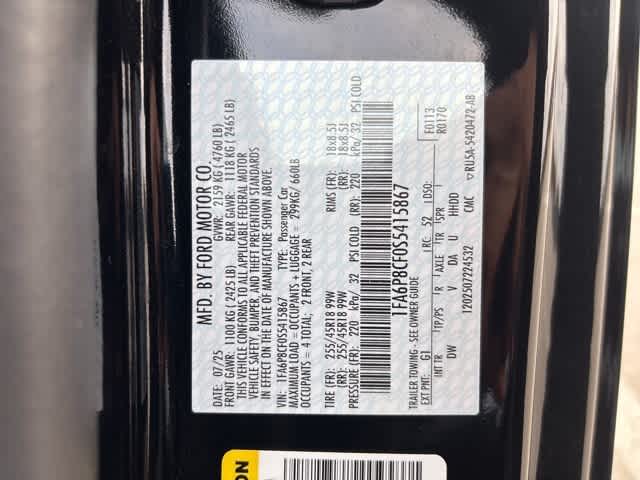 MFD. BY FORD MOTOR CO.
DATE: 07/25 GVWR: 2159 KG (4760 LB)
FRONT GAWR: 1100 KG (2425 LB) REAR GAWR: 1118 KG (2465 LB)
THIS VEHICLE CONFORMS TO ALL APPLICABLE FEDERAL MOTOR
VEHICLE SAFETY, BUMPER, AND THEFT PREVENTION STANDARDS
IN EFFECT ON THE DATE OF MANUFACTURE SHOWN ABOVE.
VIN: 1FA6P8CF0S5415867 TYPE: Passenger Car
MAXIMUM LOAD = OCCUPANTS + LUGGAGE = 299KG/ 660LB
OCCUPANTS = 4 TOTAL; 2 FRONT, 2 REAR
TIRE (FR): 255/45R18 99W RIMS (FR): 18x8.5J
(RR): 255/45R18 99W (RR): 18x8.5J
PRESSURE (FR): 220 kPa/ 32 PSI COLD (RR): 220 kPa/ 32 PSI COLD
1FA6P8CF0S5415867
TRAILER TOWING - SEE OWNER GUIDE F0113
EXT PNT: G1 RC: 52 DSO: R0170
INT TR TP/PS R AXLE TR SPR
DW V DA U HHDD
1202507224532 CMC ▽RU5A-5420472-AB
ON